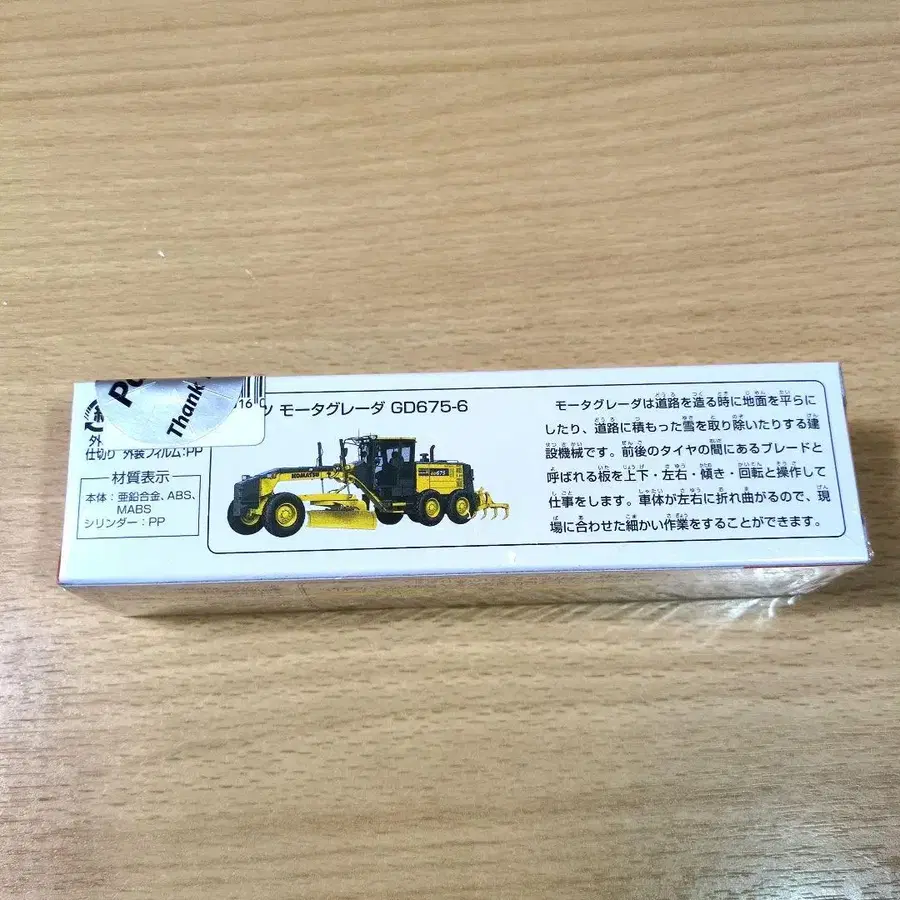 Thank
16 0
外
仕切り 外装フィルム:PP
材質表示
本体:亜鉛合金、ABS、
MABS
シリンダー:PP
ツ モータグレーダ GD675-6
KOMATSU
GD675
モータグレーダは道路を造る時に地面を平らに
したり、道路に積もった雪を取り除いたりする建
設機械です。前後のタイヤの間にあるブレードと
呼ばれる板を上下・左右・傾き・回転と操作して
仕事をします。車体が左右に折れ曲がるので、現
場に合わせた細かい作業をすることができます。